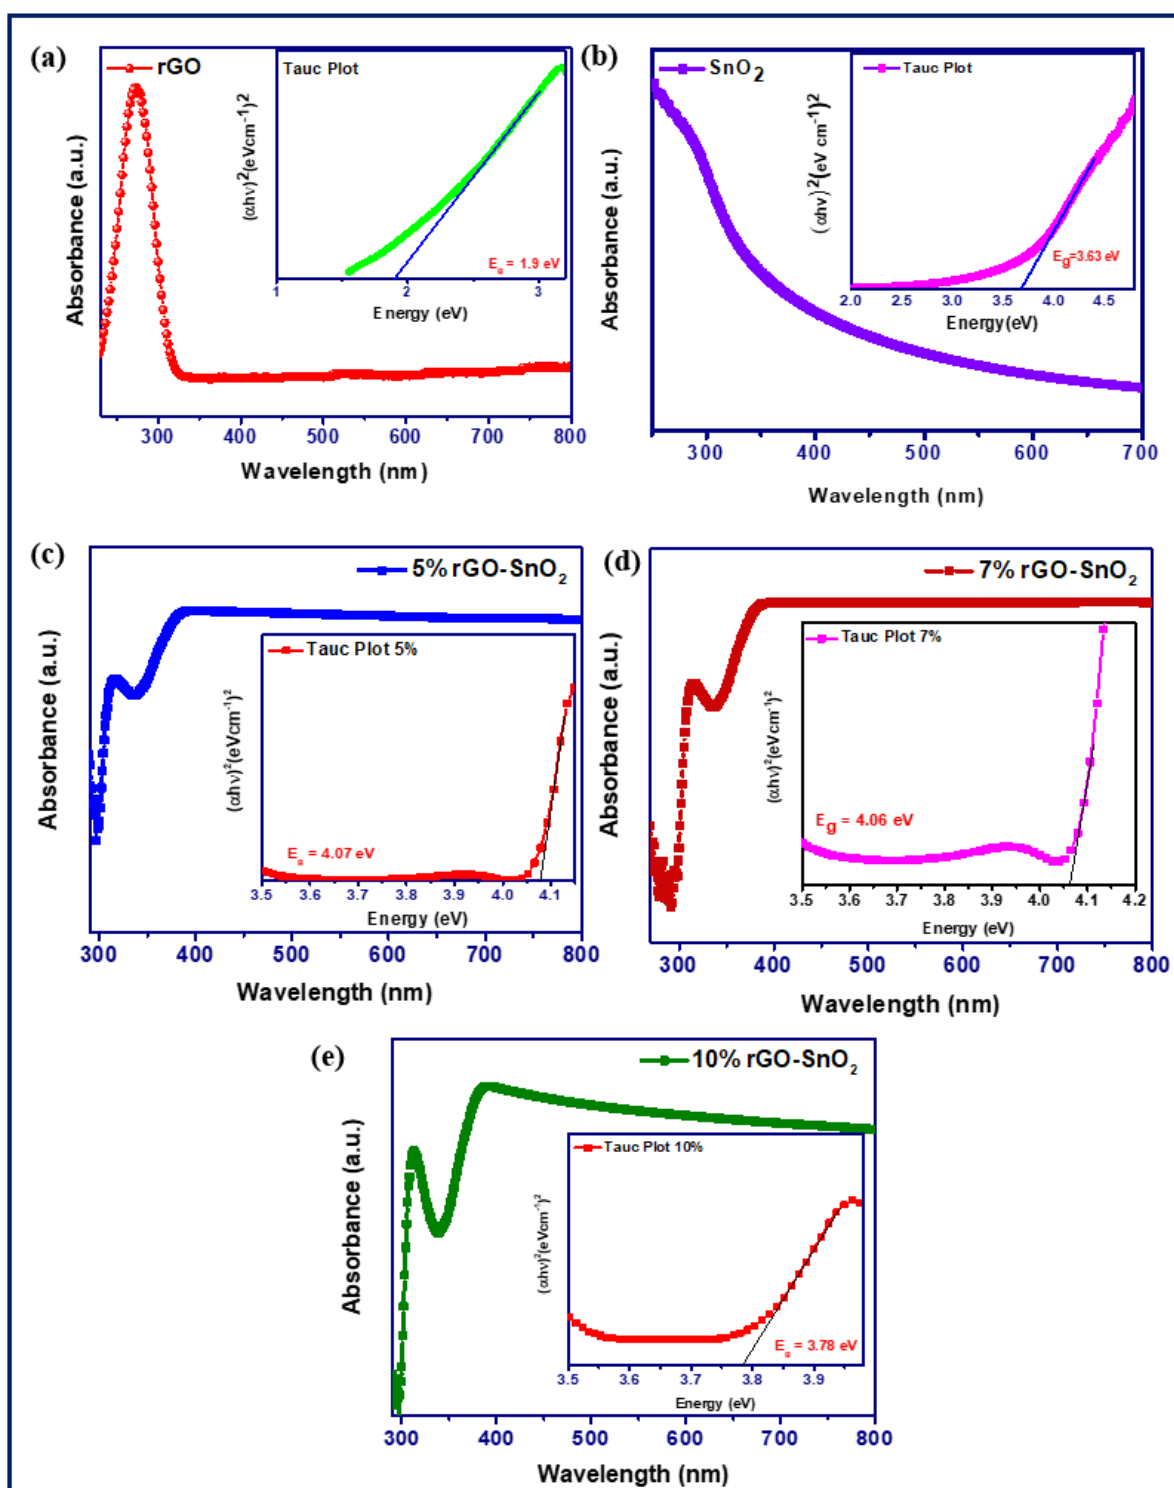 (a)
rGO
Tauc Plot
(αhν)²(eVcm⁻¹)²
E_g = 1.9 eV
1 2 3
Energy (eV)
Absorbance (a.u.)
300 400 500 600 700 800
Wavelength (nm)
(b)
SnO₂
Tauc Plot
(αhν)²(eV cm⁻¹)²
Eg=3.63 eV
2.0 2.5 3.0 3.5 4.0 4.5
Energy(eV)
Absorbance (a.u.)
300 400 500 600 700
Wavelength (nm)
(c)
5% rGO-SnO₂
Tauc Plot 5%
(αhν)²(eVcm⁻¹)²
E_g = 4.07 eV
3.5 3.6 3.7 3.8 3.9 4.0 4.1
Energy (eV)
Absorbance (a.u.)
300 400 500 600 700 800
Wavelength (nm)
(d)
7% rGO-SnO₂
Tauc Plot 7%
(αhν)²(eVcm⁻¹)²
Eg = 4.06 eV
3.5 3.6 3.7 3.8 3.9 4.0 4.1 4.2
Energy (eV)
Absorbance (a.u.)
300 400 500 600 700 800
Wavelength (nm)
(e)
10% rGO-SnO₂
Tauc Plot 10%
(αhν)²(eVcm⁻¹)²
E_g = 3.78 eV
3.5 3.6 3.7 3.8 3.9
Energy (eV)
Absorbance (a.u.)
300 400 500 600 700 800
Wavelength (nm)